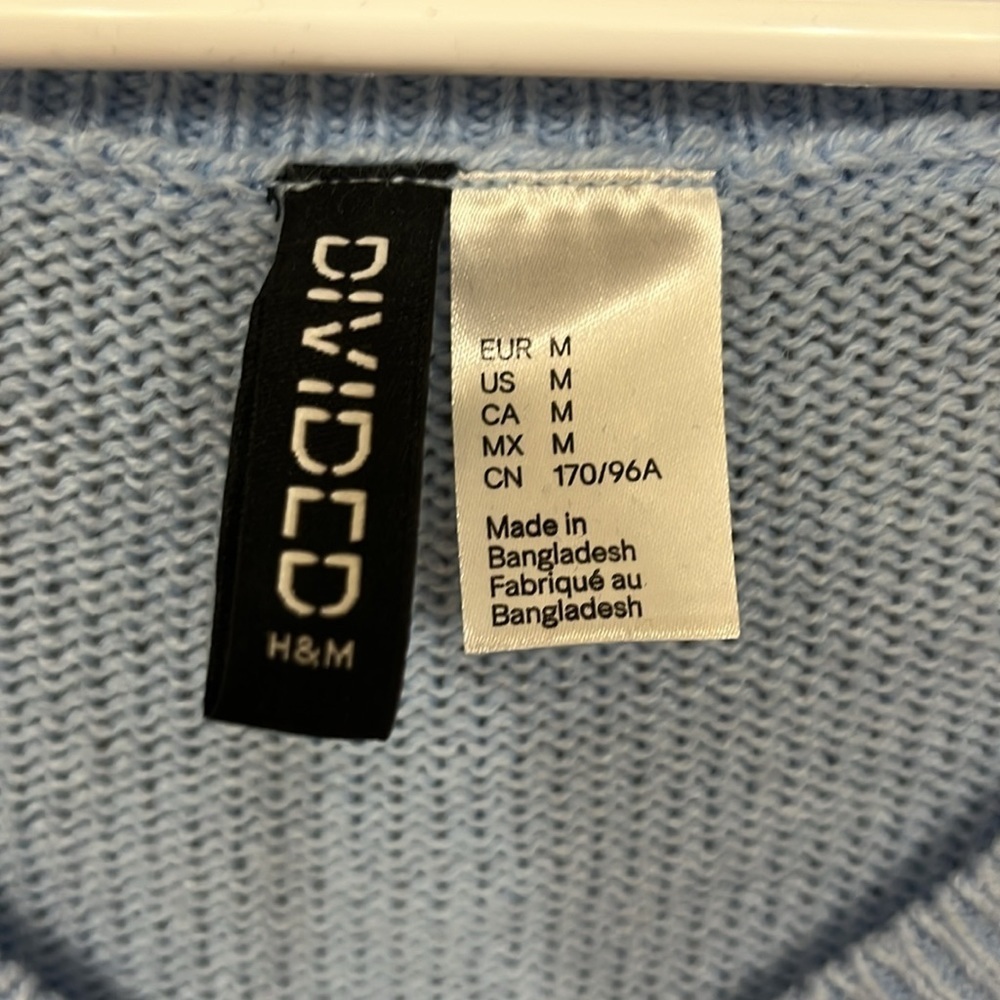 DIVIDED
H&M
EUR M
US M
CA M
MX M
CN 170/96A
Made in
Bangladesh
Fabriqué au
Bangladesh